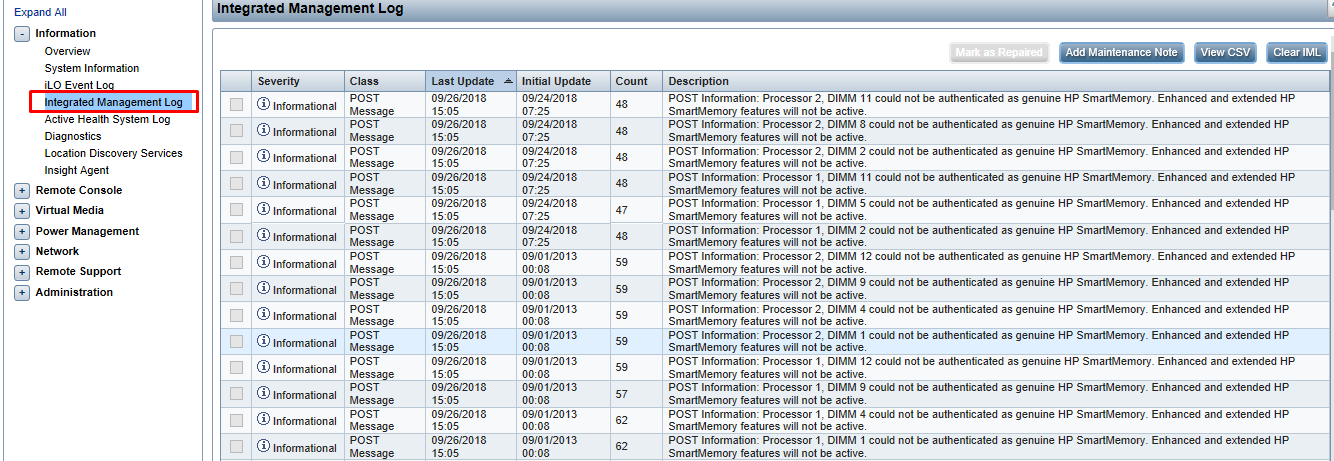 Expand All
- Information
Overview
System Information
iLO Event Log
Integrated Management Log
Active Health System Log
Diagnostics
Location Discovery Services
Insight Agent
+ Remote Console
+ Virtual Media
+ Power Management
+ Network
+ Remote Support
+ Administration
Integrated Management Log
Mark as Repaired Add Maintenance Note View CSV Clear IML
Severity Class Last Update Initial Update Count Description
Informational POST Message 09/26/2018 15:05 09/24/2018 07:25 48 POST Information: Processor 2, DIMM 11 could not be authenticated as genuine HP SmartMemory. Enhanced and extended HP SmartMemory features will not be active.
Informational POST Message 09/26/2018 15:05 09/24/2018 07:25 48 POST Information: Processor 2, DIMM 8 could not be authenticated as genuine HP SmartMemory. Enhanced and extended HP SmartMemory features will not be active.
Informational POST Message 09/26/2018 15:05 09/24/2018 07:25 48 POST Information: Processor 2, DIMM 2 could not be authenticated as genuine HP SmartMemory. Enhanced and extended HP SmartMemory features will not be active.
Informational POST Message 09/26/2018 15:05 09/24/2018 07:25 48 POST Information: Processor 1, DIMM 11 could not be authenticated as genuine HP SmartMemory. Enhanced and extended HP SmartMemory features will not be active.
Informational POST Message 09/26/2018 15:05 09/24/2018 07:25 47 POST Information: Processor 1, DIMM 5 could not be authenticated as genuine HP SmartMemory. Enhanced and extended HP SmartMemory features will not be active.
Informational POST Message 09/26/2018 15:05 09/24/2018 07:25 48 POST Information: Processor 1, DIMM 2 could not be authenticated as genuine HP SmartMemory. Enhanced and extended HP SmartMemory features will not be active.
Informational POST Message 09/26/2018 15:05 09/01/2013 00:08 59 POST Information: Processor 2, DIMM 12 could not be authenticated as genuine HP SmartMemory. Enhanced and extended HP SmartMemory features will not be active.
Informational POST Message 09/26/2018 15:05 09/01/2013 00:08 59 POST Information: Processor 2, DIMM 9 could not be authenticated as genuine HP SmartMemory. Enhanced and extended HP SmartMemory features will not be active.
Informational POST Message 09/26/2018 15:05 09/01/2013 00:08 59 POST Information: Processor 2, DIMM 4 could not be authenticated as genuine HP SmartMemory. Enhanced and extended HP SmartMemory features will not be active.
Informational POST Message 09/26/2018 15:05 09/01/2013 00:08 59 POST Information: Processor 2, DIMM 1 could not be authenticated as genuine HP SmartMemory. Enhanced and extended HP SmartMemory features will not be active.
Informational POST Message 09/26/2018 15:05 09/01/2013 00:08 59 POST Information: Processor 1, DIMM 12 could not be authenticated as genuine HP SmartMemory. Enhanced and extended HP SmartMemory features will not be active.
Informational POST Message 09/26/2018 15:05 09/01/2013 00:08 57 POST Information: Processor 1, DIMM 9 could not be authenticated as genuine HP SmartMemory. Enhanced and extended HP SmartMemory features will not be active.
Informational POST Message 09/26/2018 15:05 09/01/2013 00:08 62 POST Information: Processor 1, DIMM 4 could not be authenticated as genuine HP SmartMemory. Enhanced and extended HP SmartMemory features will not be active.
Informational POST Message 09/26/2018 15:05 09/01/2013 00:08 62 POST Information: Processor 1, DIMM 1 could not be authenticated as genuine HP SmartMemory. Enhanced and extended HP SmartMemory features will not be active.